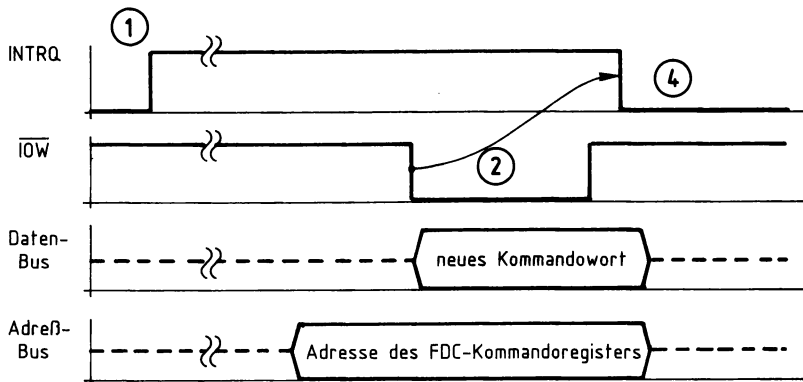 ①
INTRQ
④
IOW
②
Daten-
Bus
neues Kommandowort
Adreß-
Bus
Adresse des FDC-Kommandoregisters